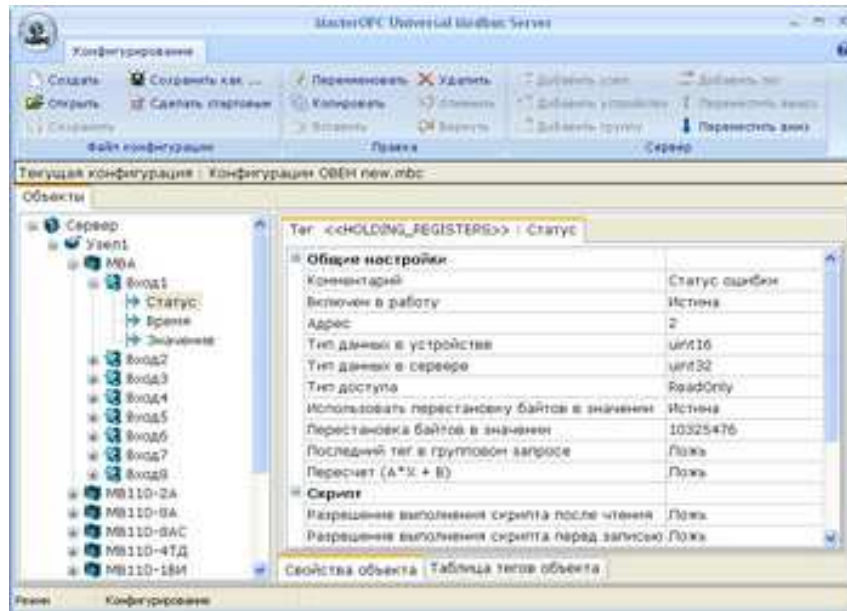 MasterOPC Universal Modbus Server
Конфигурирование
Создать
Сохранить как ...
Переименовать
Удалить
Добавить узел
Добавить тег
Открыть
Сделать стартовым
Копировать
Изменить
Добавить устройство
Переместить вверх
Сохранить
Вставить
Вернуть
Добавить группу
Переместить вниз
Файл конфигурации
Правка
Сервер
Текущая конфигурация : Конфигурации ОВЕН new.mbc
Объекты
Сервер
Узел1
МВА
Вход1
Статус
Время
Значение
Вход2
Вход3
Вход4
Вход5
Вход6
Вход7
Вход8
МВ110-2А
МВ110-8А
МВ110-8АС
МВ110-4ТД
МВ110-1ВИ
Тег <<HOLDING_REGISTERS>> : Статус
Общие настройки
Комментарий Статус ошибки
Включен в работу Истина
Адрес 2
Тип данных в устройстве uint16
Тип данных в сервере uint32
Тип доступа ReadOnly
Использовать перестановку байтов в значении Истина
Перестановка байтов в значении 10325476
Последний тег в групповом запросе Ложь
Пересчет (A*X + B) Ложь
Скрипт
Разрешение выполнения скрипта после чтения Ложь
Разрешение выполнения скрипта перед записью Ложь
Свойства объекта
Таблица тегов объекта
Режим
Конфигурирование